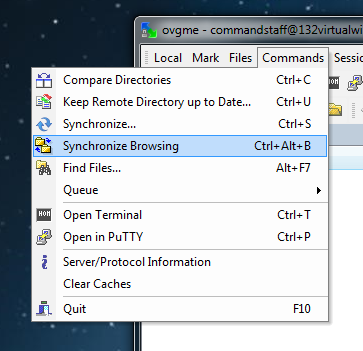 ovgme - commandstaff@132virtualwi
Local Mark Files Commands Sessi
Compare Directories Ctrl+C
Keep Remote Directory up to Date... Ctrl+U
Synchronize... Ctrl+S
Synchronize Browsing Ctrl+Alt+B
Find Files... Alt+F7
Queue
Open Terminal Ctrl+T
Open in PuTTY Ctrl+P
Server/Protocol Information
Clear Caches
Quit F10